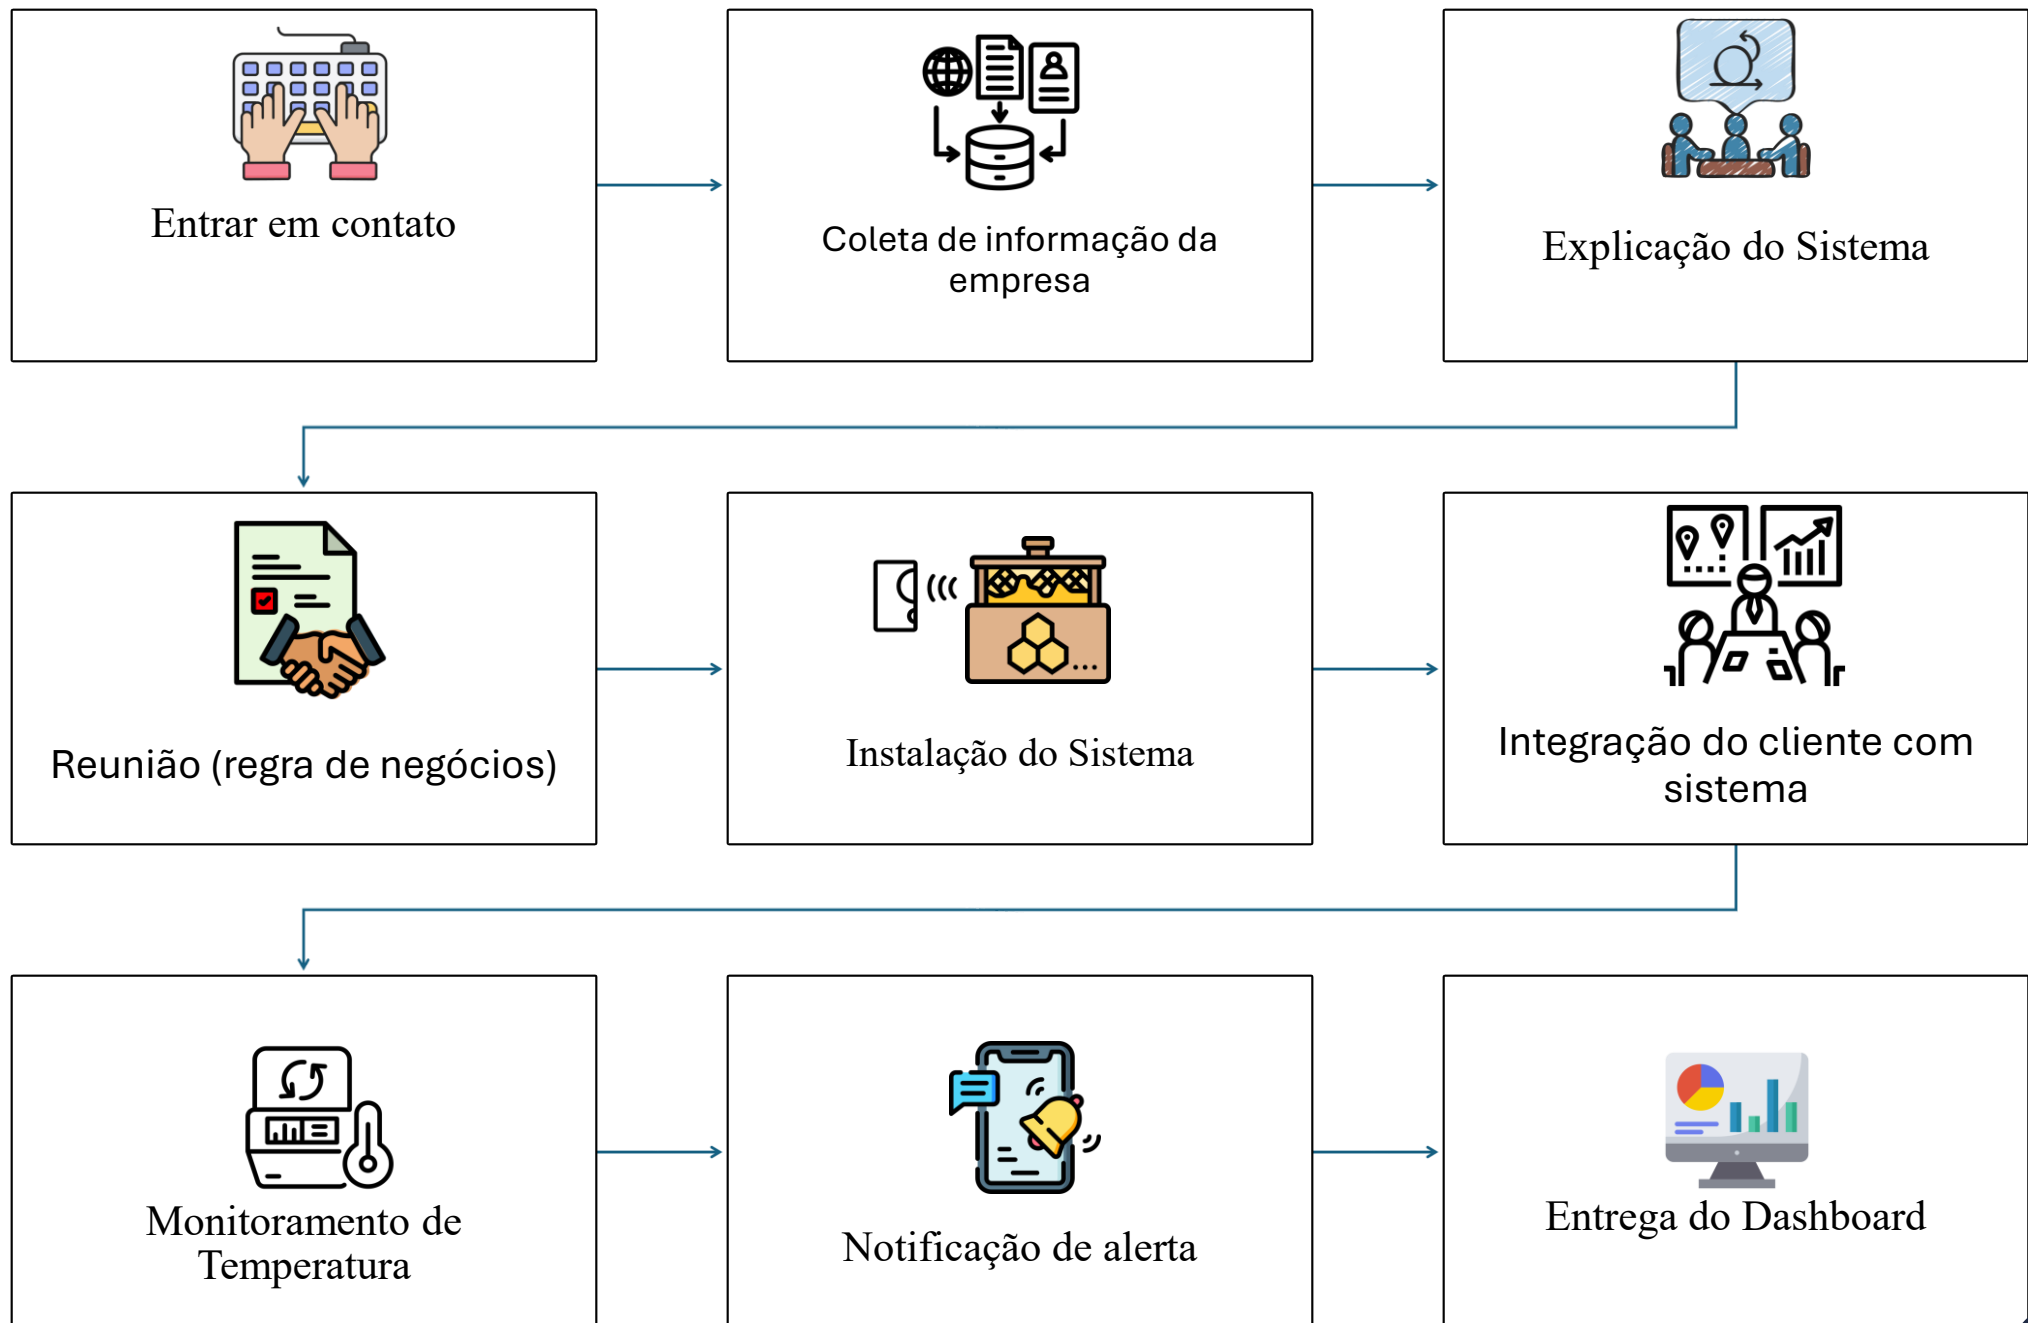 Entrar em contato
Coleta de informação da
empresa
Explicação do Sistema
Reunião (regra de negócios)
Instalação do Sistema
Integração do cliente com
sistema
Monitoramento de
Temperatura
Notificação de alerta
Entrega do Dashboard